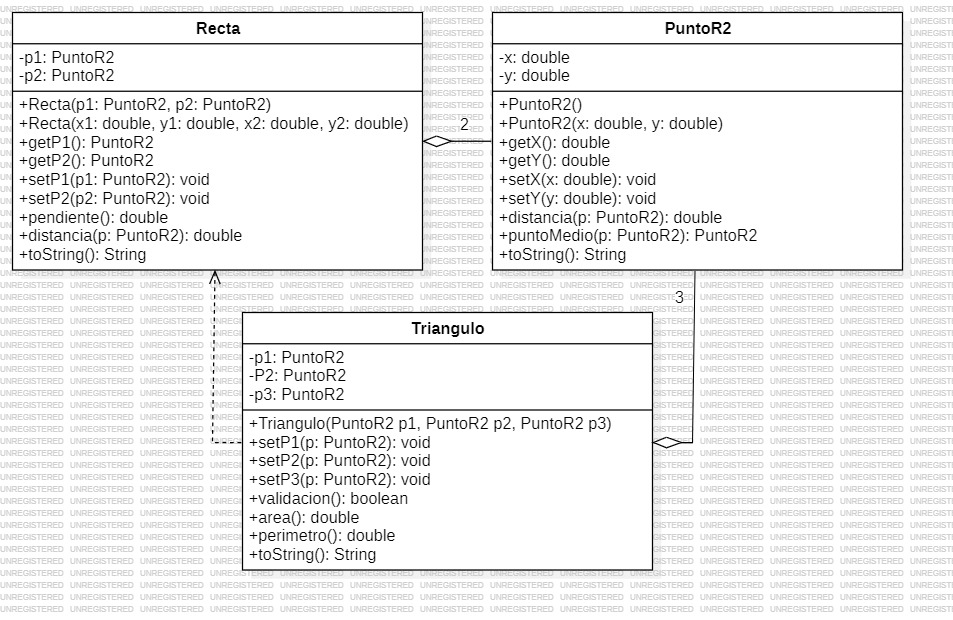 Recta
-p1: PuntoR2
-p2: PuntoR2
+Recta(p1: PuntoR2, p2: PuntoR2)
+Recta(x1: double, y1: double, x2: double, y2: double)
+getP1(): PuntoR2
+getP2(): PuntoR2
+setP1(p1: PuntoR2): void
+setP2(p2: PuntoR2): void
+pendiente(): double
+distancia(p: PuntoR2): double
+toString(): String
2
PuntoR2
-x: double
-y: double
+PuntoR2()
+PuntoR2(x: double, y: double)
+getX(): double
+getY(): double
+setX(x: double): void
+setY(y: double): void
+distancia(p: PuntoR2): double
+puntoMedio(p: PuntoR2): PuntoR2
+toString(): String
3
Triangulo
-p1: PuntoR2
-P2: PuntoR2
-p3: PuntoR2
+Triangulo(PuntoR2 p1, PuntoR2 p2, PuntoR2 p3)
+setP1(p: PuntoR2): void
+setP2(p: PuntoR2): void
+setP3(p: PuntoR2): void
+validacion(): boolean
+area(): double
+perimetro(): double
+toString(): String
UNREGISTERED